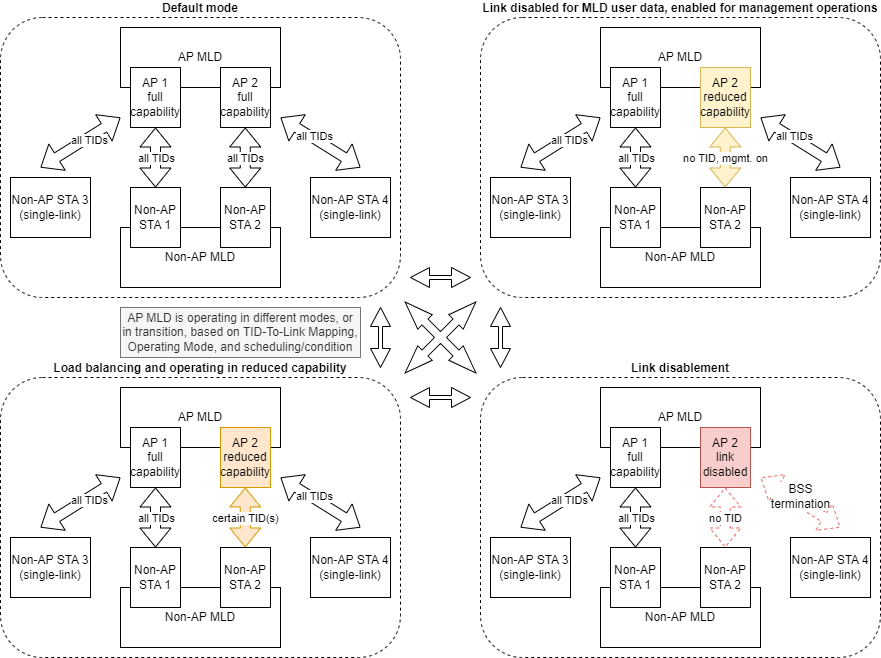 Default mode
AP MLD
AP 1
full
capability
AP 2
full
capability
all TIDs
all TIDs
all TIDs
all TIDs
Non-AP STA 3
(single-link)
Non-AP
STA 1
Non-AP
STA 2
Non-AP STA 4
(single-link)
Non-AP MLD
Link disabled for MLD user data, enabled for management operations
AP MLD
AP 1
full
capability
AP 2
reduced
capability
all TIDs
all TIDs
no TID, mgmt. on
all TIDs
Non-AP STA 3
(single-link)
Non-AP
STA 1
Non-AP
STA 2
Non-AP STA 4
(single-link)
Non-AP MLD
AP MLD is operating in different modes, or
in transition, based on TID-To-Link Mapping,
Operating Mode, and scheduling/condition
Load balancing and operating in reduced capability
AP MLD
AP 1
full
capability
AP 2
reduced
capability
all TIDs
all TIDs
certain TID(s)
all TIDs
Non-AP STA 3
(single-link)
Non-AP
STA 1
Non-AP
STA 2
Non-AP STA 4
(single-link)
Non-AP MLD
Link disablement
AP MLD
AP 1
full
capability
AP 2
link
disabled
all TIDs
all TIDs
no TID
BSS
termination
Non-AP STA 3
(single-link)
Non-AP
STA 1
Non-AP
STA 2
Non-AP STA 4
(single-link)
Non-AP MLD